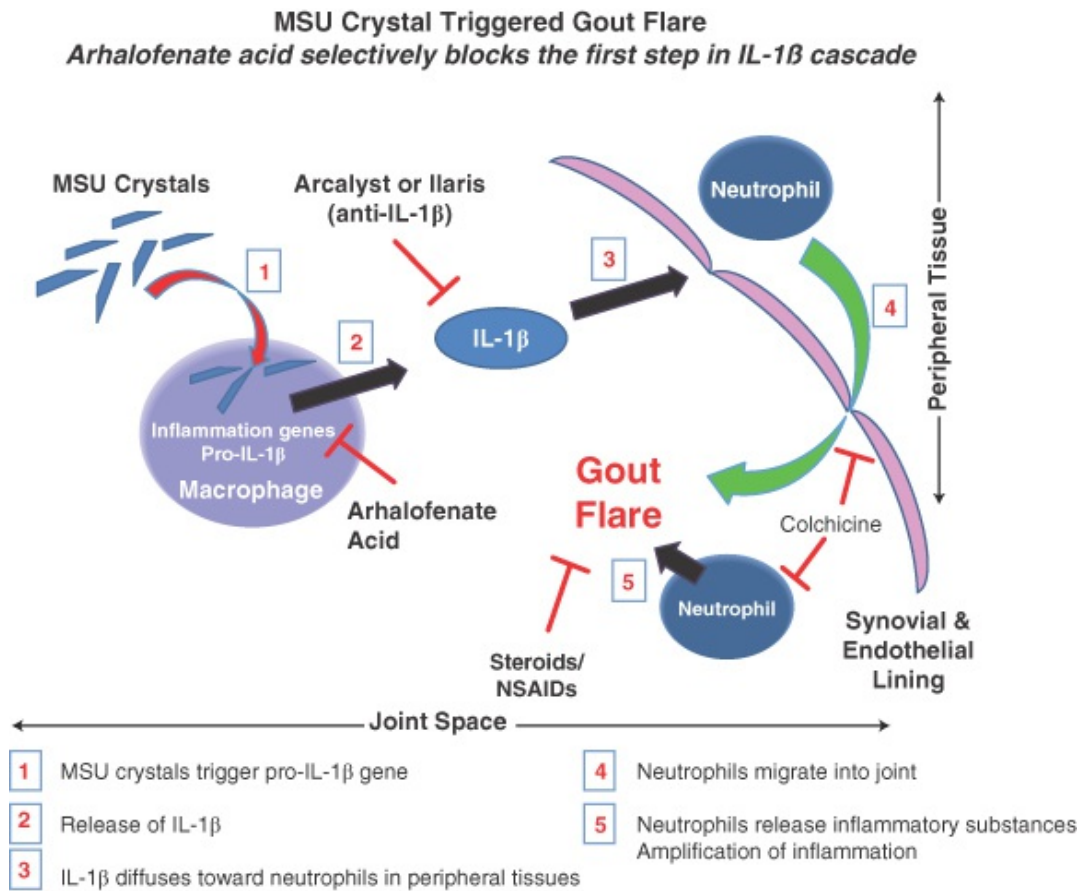 MSU Crystal Triggered Gout Flare
Arhalofenate acid selectively blocks the first step in IL-1ß cascade
MSU Crystals
Arcalyst or Ilaris
(anti-IL-1β)
Neutrophil
Peripheral Tissue
1
2
3
4
IL-1β
Inflammation genes
Pro-IL-1β
Macrophage
Arhalofenate
Acid
Gout
Flare
Colchicine
5
Neutrophil
Steroids/
NSAIDs
Synovial &
Endothelial
Lining
Joint Space
1 MSU crystals trigger pro-IL-1β gene
2 Release of IL-1β
3 IL-1β diffuses toward neutrophils in peripheral tissues
4 Neutrophils migrate into joint
5 Neutrophils release inflammatory substances
Amplification of inflammation